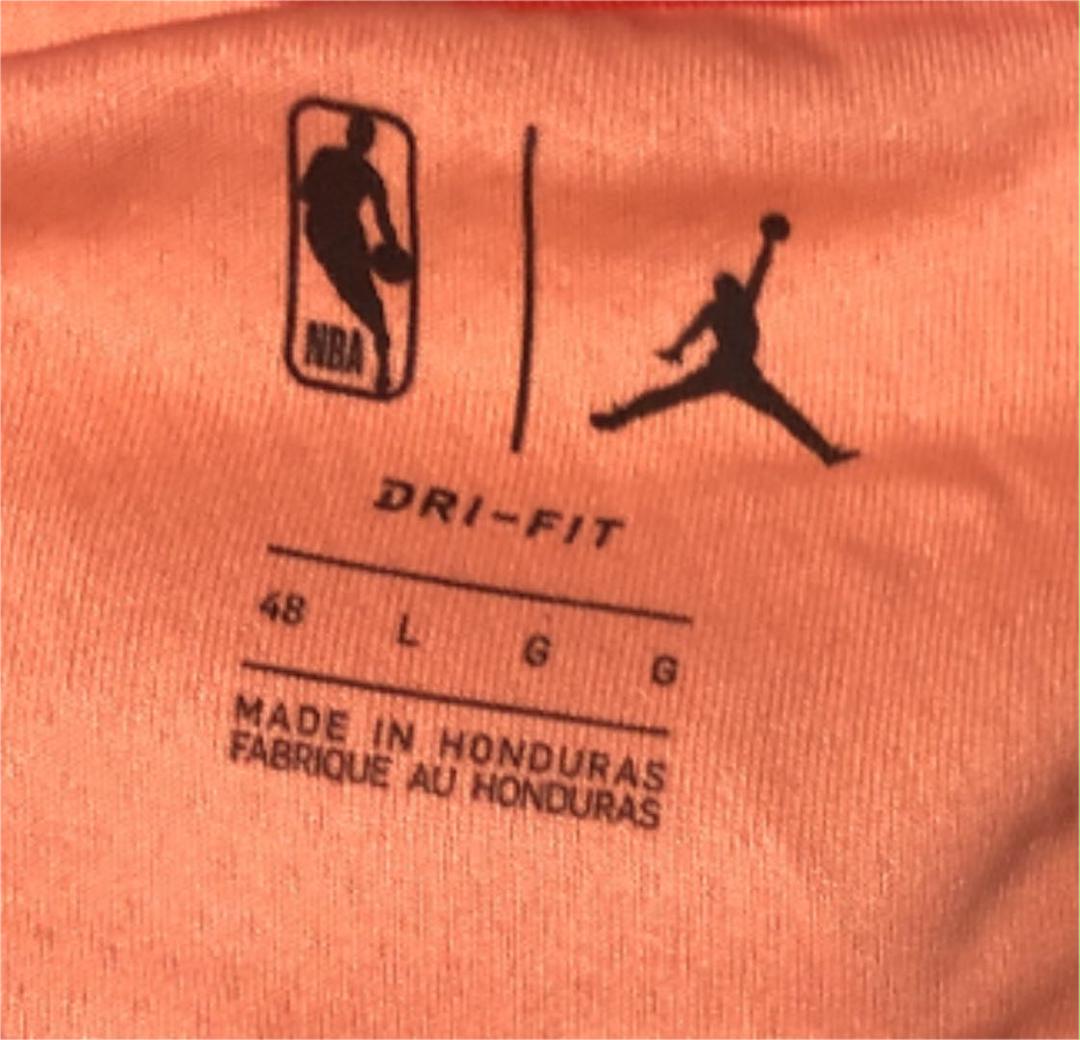 NBA
DRI-FIT
48 L G G
MADE IN HONDURAS
FABRIQUE AU HONDURAS